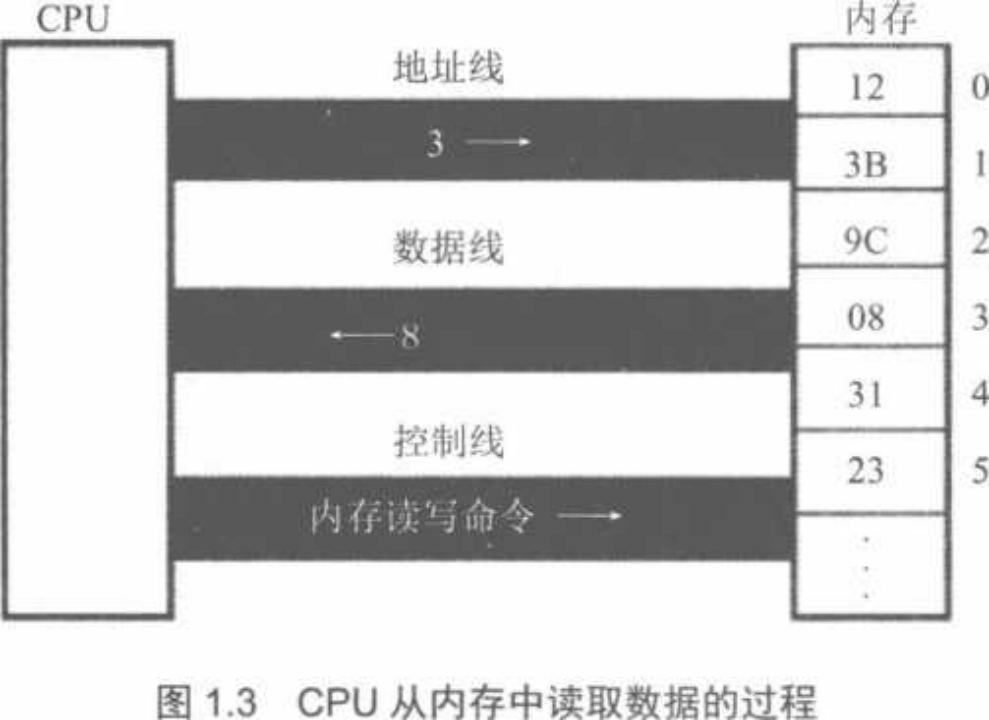 CPU
内存
地址线
12 0
3 →
3B 1
数据线
9C 2
08 3
← 8
31 4
控制线
23 5
内存读写命令 →
图 1.3 CPU 从内存中读取数据的过程